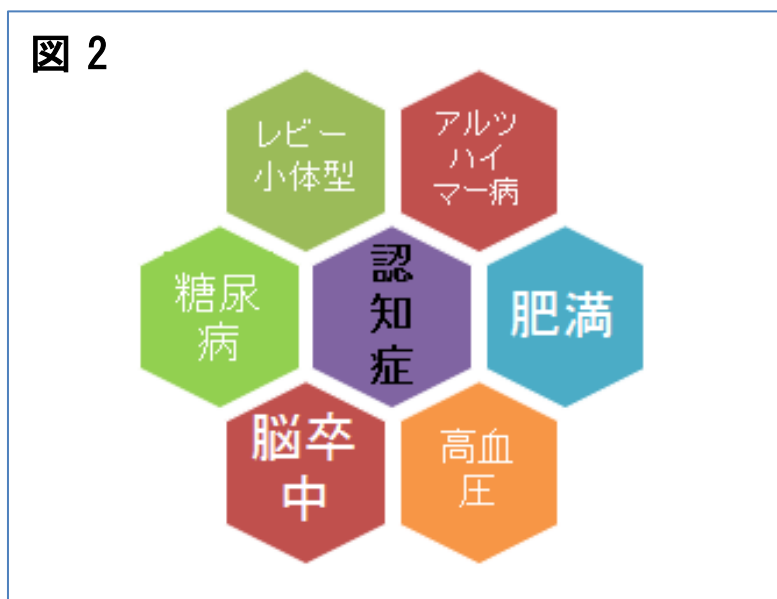 図 2
レビー
小体型
アルツ
ハイ
マー病
糖尿
病
認
知
症
肥満
脳卒
中
高血
圧